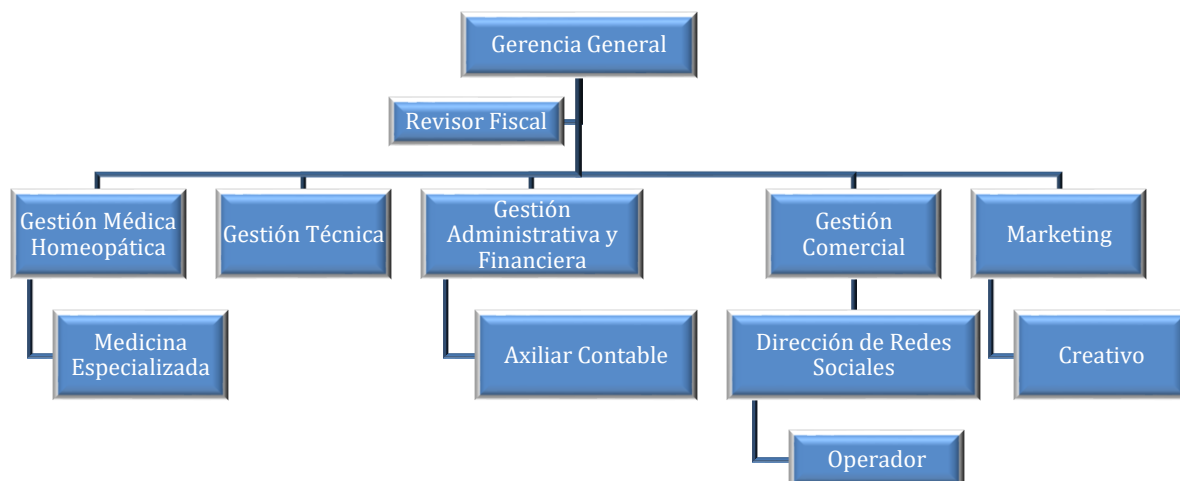 Gerencia General
Revisor Fiscal
Gestión Médica
Homeopática
Gestión Técnica
Gestión
Administrativa y
Financiera
Gestión
Comercial
Marketing
Medicina
Especializada
Axiliar Contable
Dirección de Redes
Sociales
Creativo
Operador